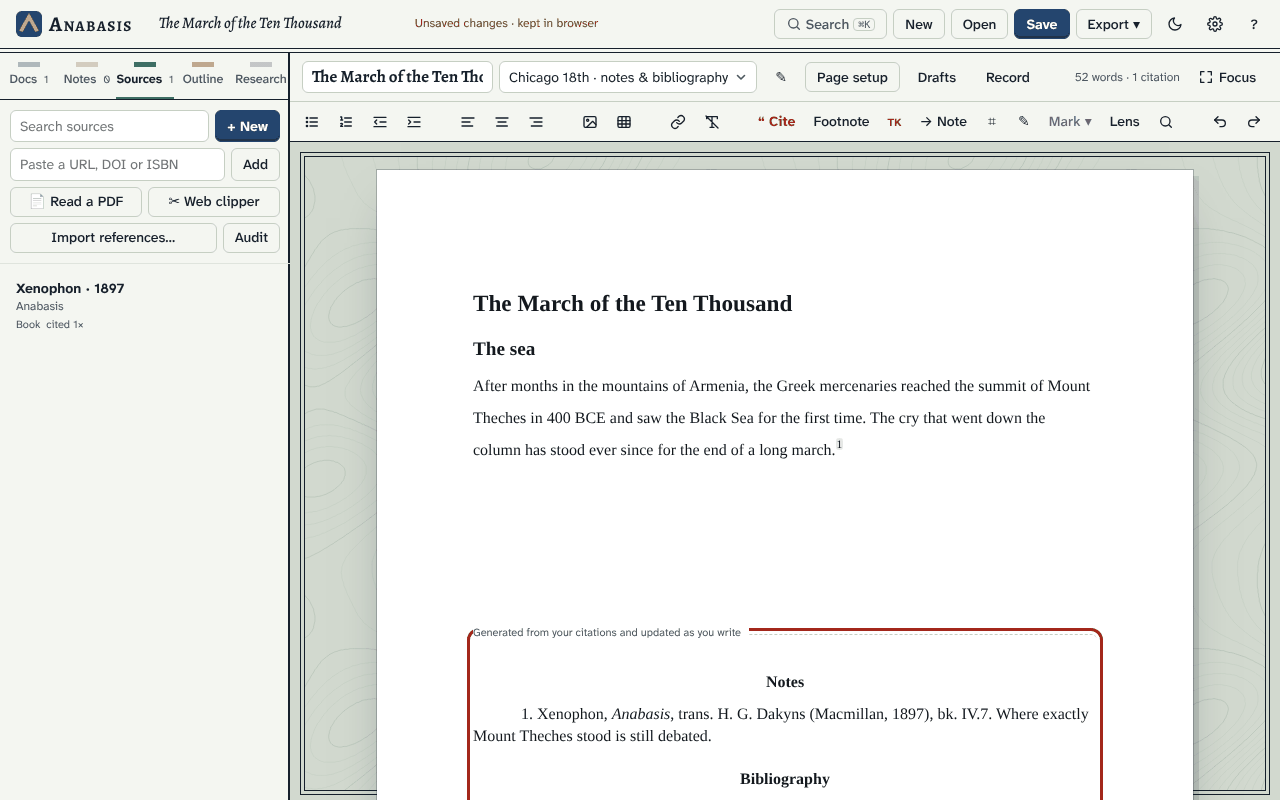 Anabasis
The March of the Ten Thousand
Unsaved changes · kept in browser
Search ⌘K
New
Open
Save
Export ▾
?
Docs 1
Notes 0
Sources 1
Outline
Research
The March of the Ten Tho
Chicago 18th · notes & bibliography
✎
Page setup
Drafts
Record
52 words · 1 citation
Focus
Search sources
+ New
Paste a URL, DOI or ISBN
Add
Read a PDF
✂ Web clipper
Import references...
Audit
❝ Cite
Footnote
TK
→ Note
⌗
✎
Mark ▾
Lens
Xenophon · 1897
Anabasis
Book cited 1×
The March of the Ten Thousand
The sea
After months in the mountains of Armenia, the Greek mercenaries reached the summit of Mount
Theches in 400 BCE and saw the Black Sea for the first time. The cry that went down the
column has stood ever since for the end of a long march.1
Generated from your citations and updated as you write
Notes
1. Xenophon, Anabasis, trans. H. G. Dakyns (Macmillan, 1897), bk. IV.7. Where exactly
Mount Theches stood is still debated.
Bibliography